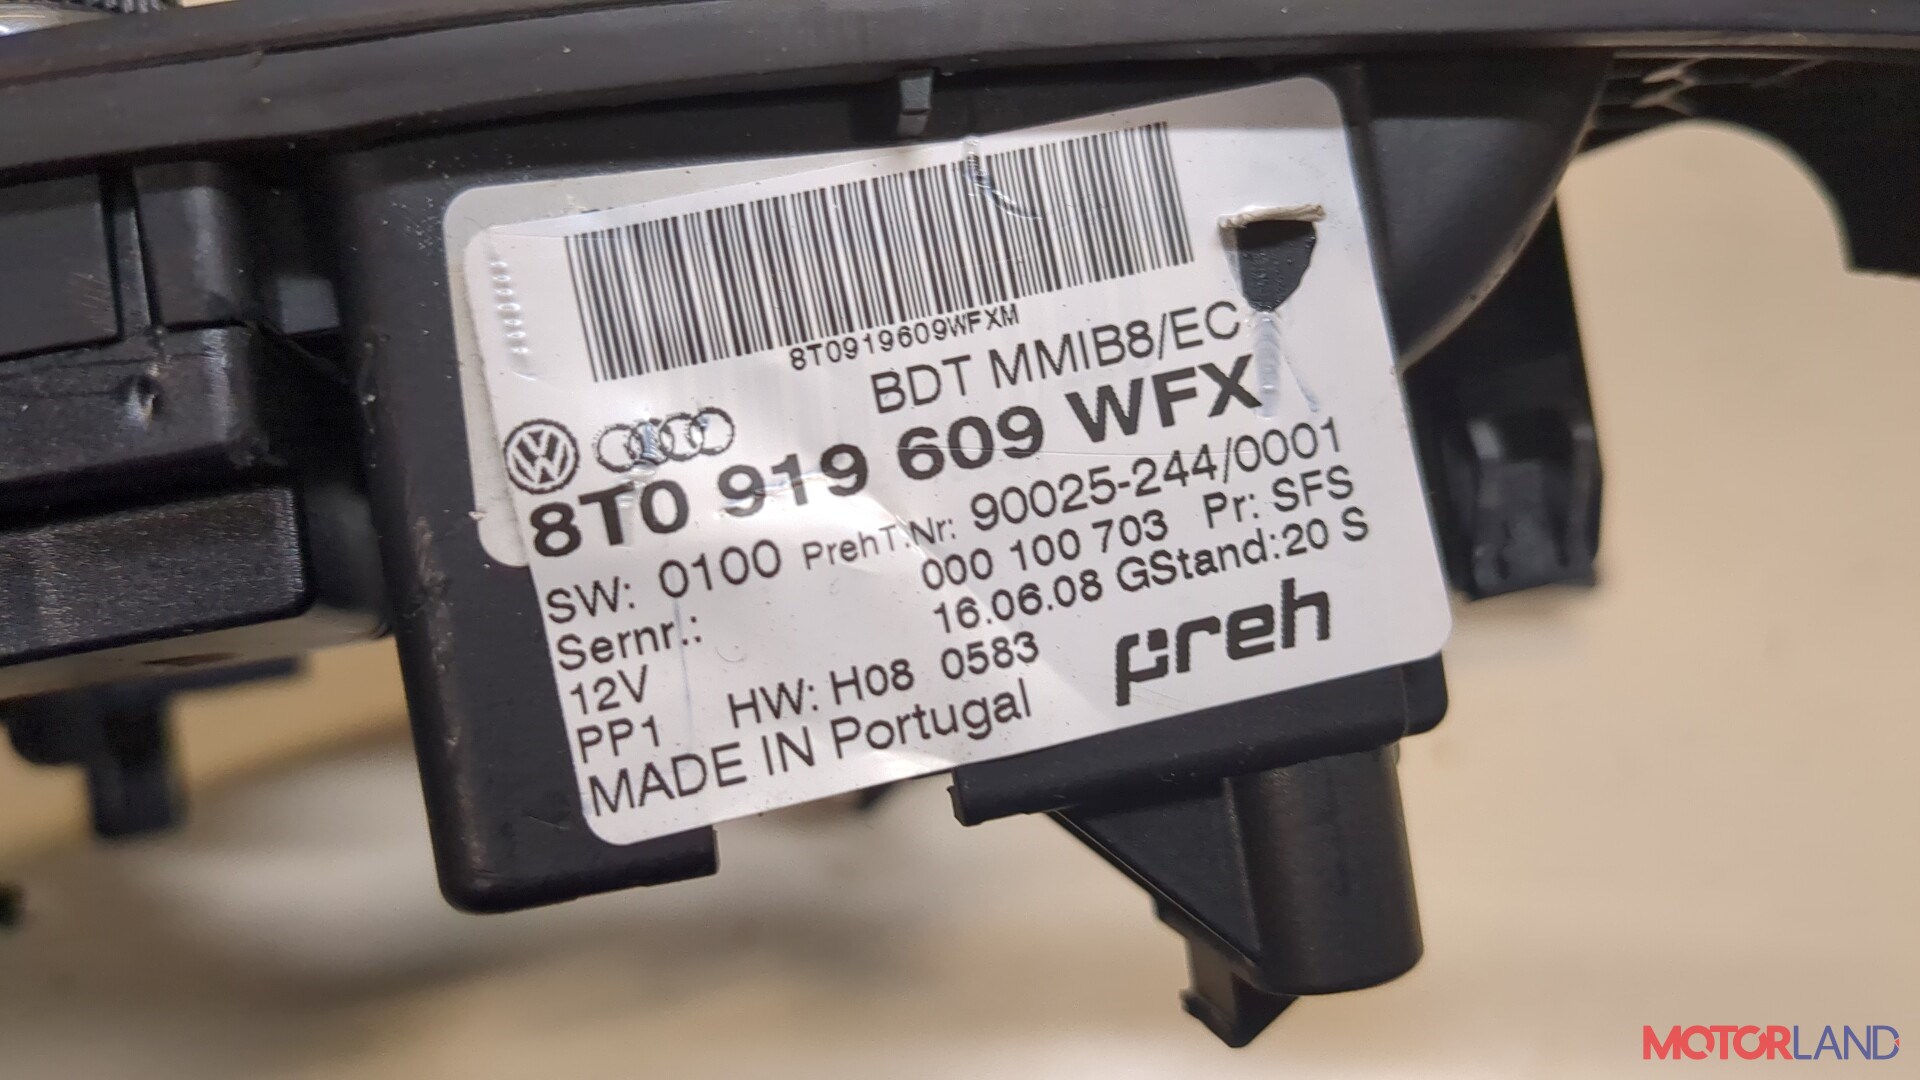 8T0919609WFXM
BDT MMIB8/EC
8T0 919 609 WFX
SW: 0100 PrehT.Nr: 90025-244/0001
Sernr.: 000 100 703 Pr: SFS
12V 16.06.08 GStand:20 S
PP1 HW: H08 0583
MADE IN Portugal
preh
MOTORLAND